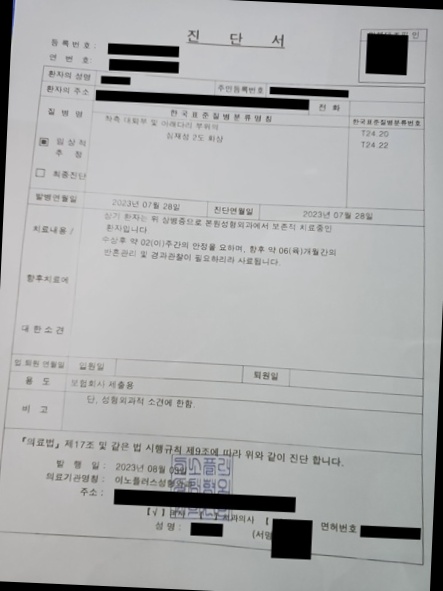 진 단 서
등 록 번 호 :
연 번 호 :
환자의 성명 주민등록번호
환자의 주소 전 화
질 병 명 한 국 표 준 질 병 분 류 명 칭 한국표준질병분류번호
좌측 대퇴부 및 아래다리 부위의 T24.20
심재성 2도 화상 T24.22
임 상 적
추 정
최종진단
발병연월일 2023년 07월 28일 진단연월일 2023년 07월 28일
상기 환자는 위 상병증으로 본원성형외과에서 보존적 치료중인
치료내용 / 환자입니다
수상후 약 02(이)주간의 안정을 요하며, 향후 약 06(육)개월간의
반흔관리 및 경과관찰이 필요하리라 사료됩니다.
향후치료에
대 한 소 견
입·퇴원 연월일 입원일 퇴원일
용 도 보험회사 제출용
비 고 단, 성형외과적 소견에 한함.
『의료법』 제17조 및 같은 법 시행규칙 제9조에 따라 위와 같이 진단 합니다.
발 행 일 : 2023년 08월
의료기관명칭 : 이노플러스성형
주소 :
[√] [ ]치과의사 [
성 명 : (서명 면허번호